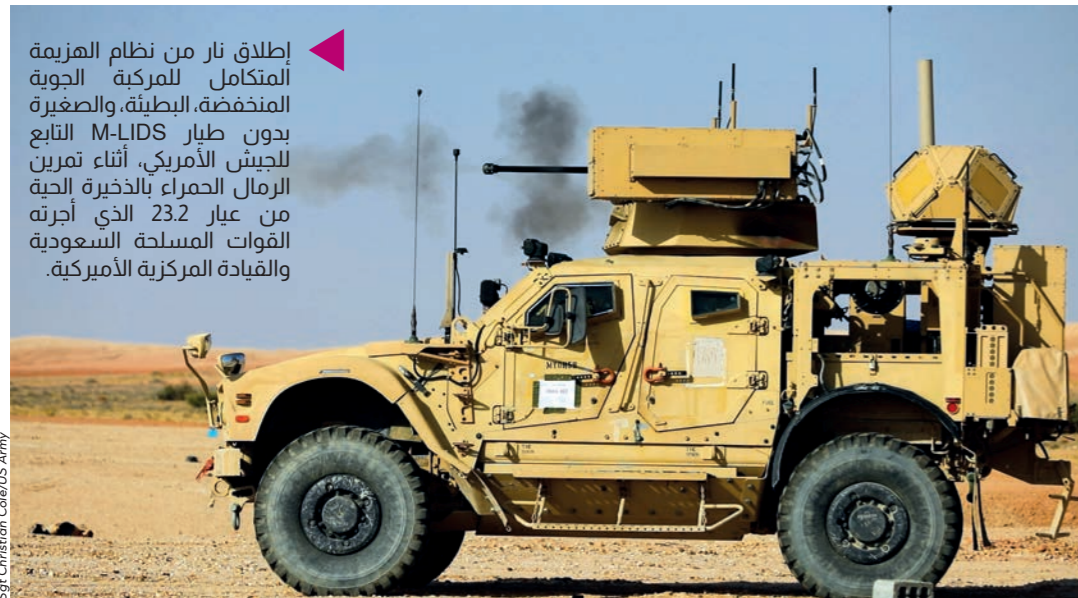 إطلاق نار من نظام الهزيمة
المتكامل للمركبة الجوية
المنخفضة، البطيئة، والصغيرة
بدون طيار M-LIDS التابع
للجيش الأمريكي، أثناء تمرين
الرمال الحمراء بالذخيرة الحية
من عيار 23.2 الذي أجرته
القوات المسلحة السعودية
والقيادة المركزية الأميركية.
Sgt Christian Cole/US Army